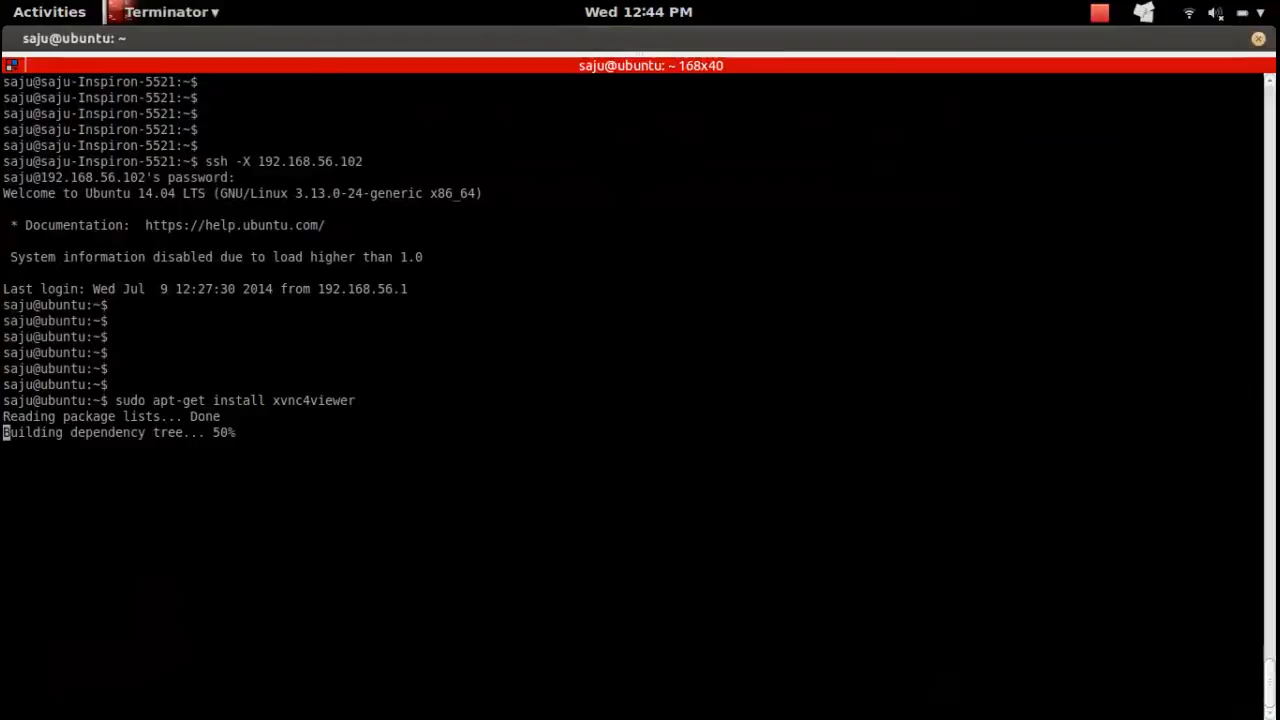 Activities Terminator ▾ Wed 12:44 PM
saju@ubuntu: ~
saju@ubuntu: ~ 168x40
saju@saju-Inspiron-5521:~$
saju@saju-Inspiron-5521:~$
saju@saju-Inspiron-5521:~$
saju@saju-Inspiron-5521:~$
saju@saju-Inspiron-5521:~$
saju@saju-Inspiron-5521:~$ ssh -X 192.168.56.102
saju@192.168.56.102's password:
Welcome to Ubuntu 14.04 LTS (GNU/Linux 3.13.0-24-generic x86_64)
* Documentation:  https://help.ubuntu.com/
System information disabled due to load higher than 1.0
Last login: Wed Jul  9 12:27:30 2014 from 192.168.56.1
saju@ubuntu:~$
saju@ubuntu:~$
saju@ubuntu:~$
saju@ubuntu:~$
saju@ubuntu:~$
saju@ubuntu:~$
saju@ubuntu:~$ sudo apt-get install xvnc4viewer
Reading package lists... Done
Building dependency tree... 50%